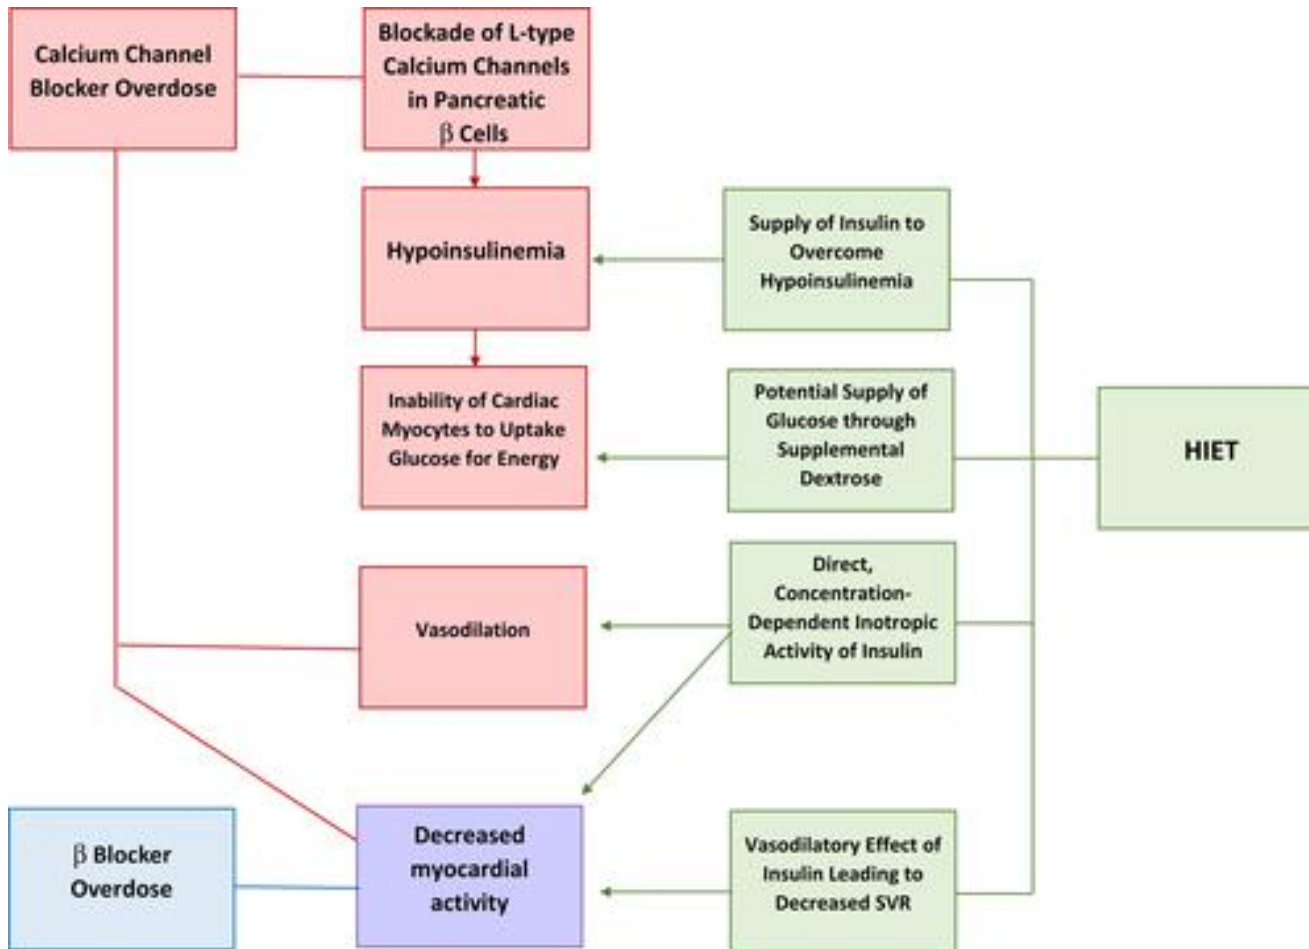 Calcium Channel
Blocker Overdose
Blockade of L-type
Calcium Channels
in Pancreatic
β Cells
Hypoinsulinemia
Supply of Insulin to
Overcome
Hypoinsulinemia
Inability of Cardiac
Myocytes to Uptake
Glucose for Energy
Potential Supply of
Glucose through
Supplemental
Dextrose
HIET
Vasodilation
Direct,
Concentration-
Dependent Inotropic
Activity of Insulin
β Blocker
Overdose
Decreased
myocardial
activity
Vasodilatory Effect of
Insulin Leading to
Decreased SVR